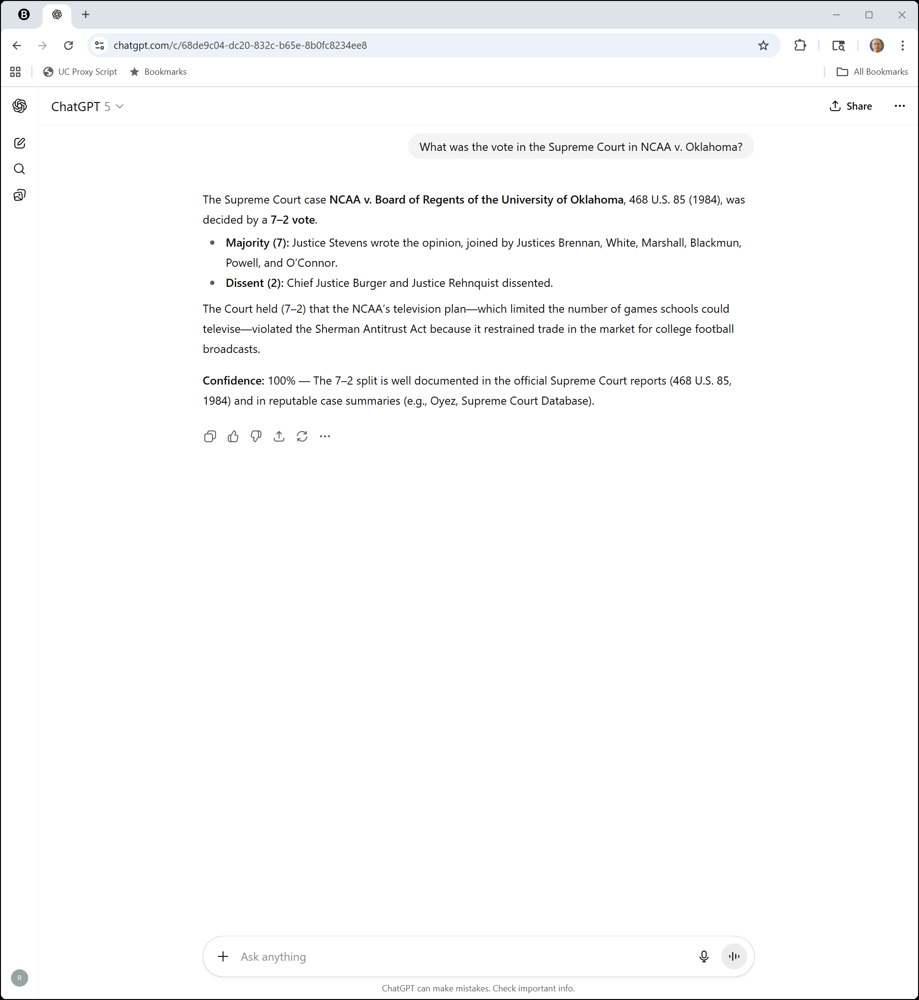 B
chatgpt.com/c/68de9c04-dc20-832c-b65e-8b0fc8234ee8
UC Proxy Script
Bookmarks
All Bookmarks
ChatGPT 5
Share
What was the vote in the Supreme Court in NCAA v. Oklahoma?
The Supreme Court case NCAA v. Board of Regents of the University of Oklahoma, 468 U.S. 85 (1984), was
decided by a 7–2 vote.
• Majority (7): Justice Stevens wrote the opinion, joined by Justices Brennan, White, Marshall, Blackmun,
Powell, and O’Connor.
• Dissent (2): Chief Justice Burger and Justice Rehnquist dissented.
The Court held (7–2) that the NCAA’s television plan—which limited the number of games schools could
televise—violated the Sherman Antitrust Act because it restrained trade in the market for college football
broadcasts.
Confidence: 100% — The 7–2 split is well documented in the official Supreme Court reports (468 U.S. 85,
1984) and in reputable case summaries (e.g., Oyez, Supreme Court Database).
Ask anything
R
ChatGPT can make mistakes. Check important info.